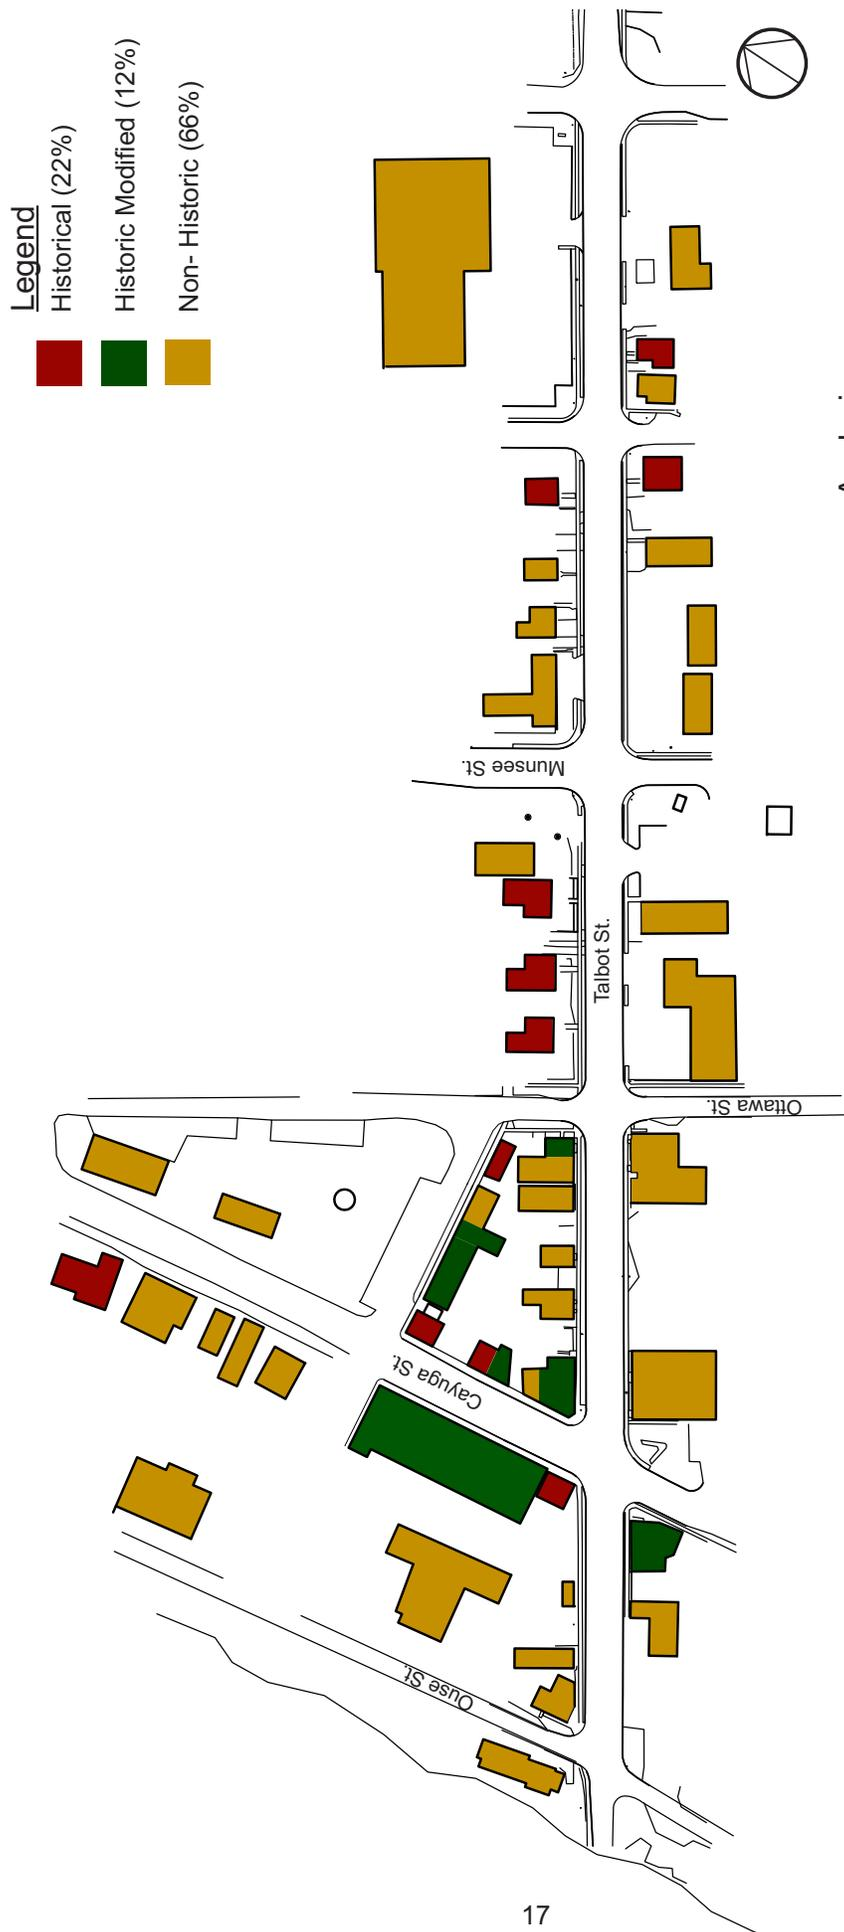 Legend
Historical (22%)
Historic Modified (12%)
Non- Historic (66%)
Munsee St.
Talbot St.
Ottawa St.
Cayuga St.
Ouse St.
17